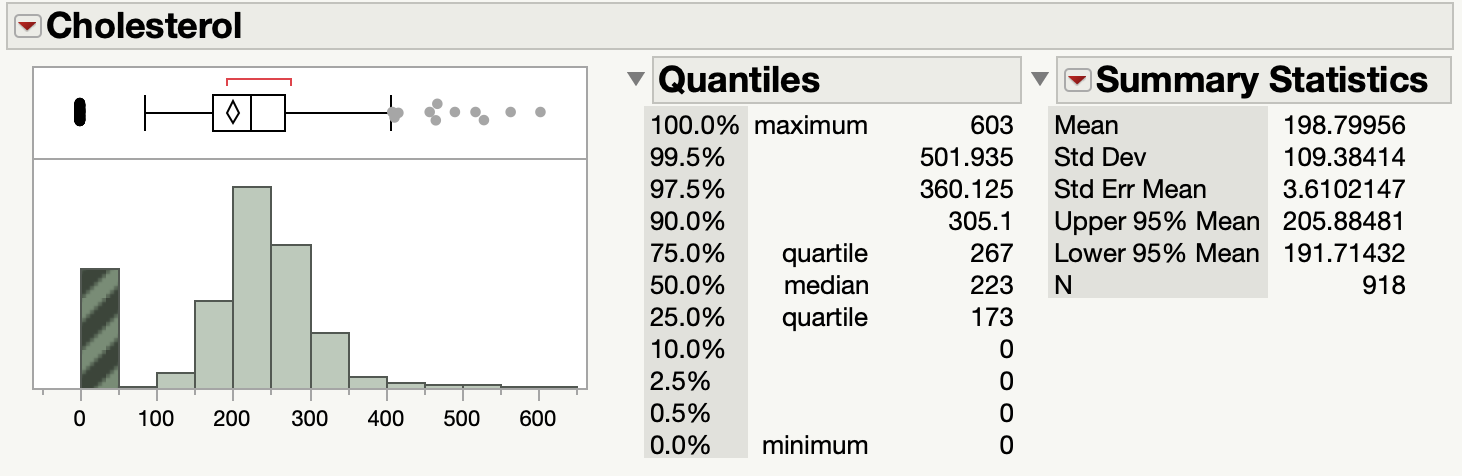 Cholesterol
0 100 200 300 400 500 600
Quantiles
100.0% maximum 603
99.5% 501.935
97.5% 360.125
90.0% 305.1
75.0% quartile 267
50.0% median 223
25.0% quartile 173
10.0% 0
2.5% 0
0.5% 0
0.0% minimum 0
Summary Statistics
Mean 198.79956
Std Dev 109.38414
Std Err Mean 3.6102147
Upper 95% Mean 205.88481
Lower 95% Mean 191.71432
N 918